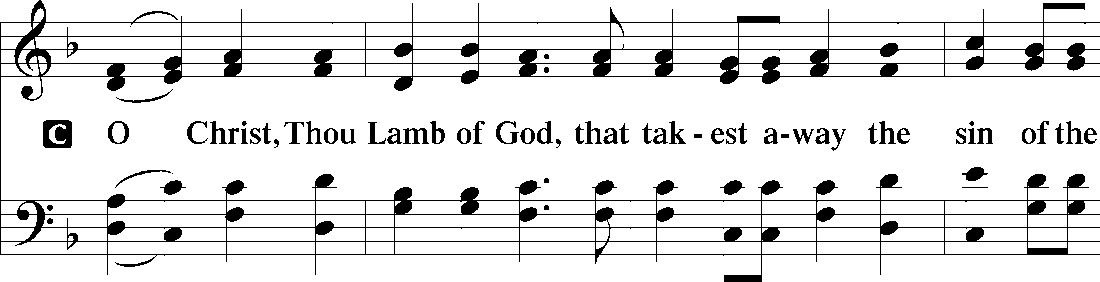 C O Christ, Thou Lamb of God, that tak - est a-way the sin of the